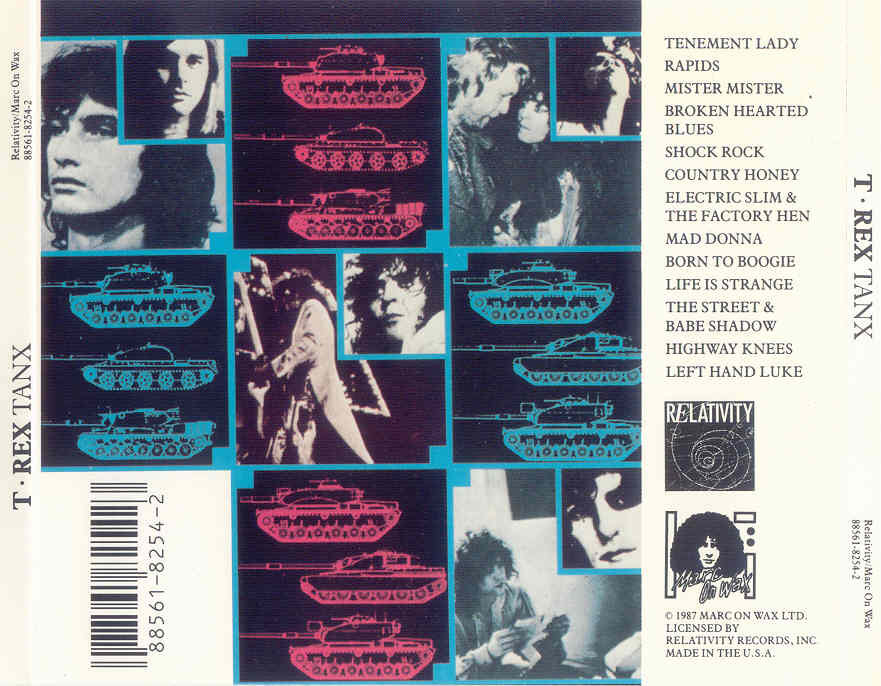 Relativity/Marc On Wax
88561-8254-2
T · REX TANX
88561-8254-2
TENEMENT LADY
RAPIDS
MISTER MISTER
BROKEN HEARTED
BLUES
SHOCK ROCK
COUNTRY HONEY
ELECTRIC SLIM &
THE FACTORY HEN
MAD DONNA
BORN TO BOOGIE
LIFE IS STRANGE
THE STREET &
BABE SHADOW
HIGHWAY KNEES
LEFT HAND LUKE
RELATIVITY
Marc
On Wax
© 1987 MARC ON WAX LTD.
LICENSED BY
RELATIVITY RECORDS, INC.
MADE IN THE U.S.A.
T · REX TANX
Relativity/Marc On Wax
88561-8254-2